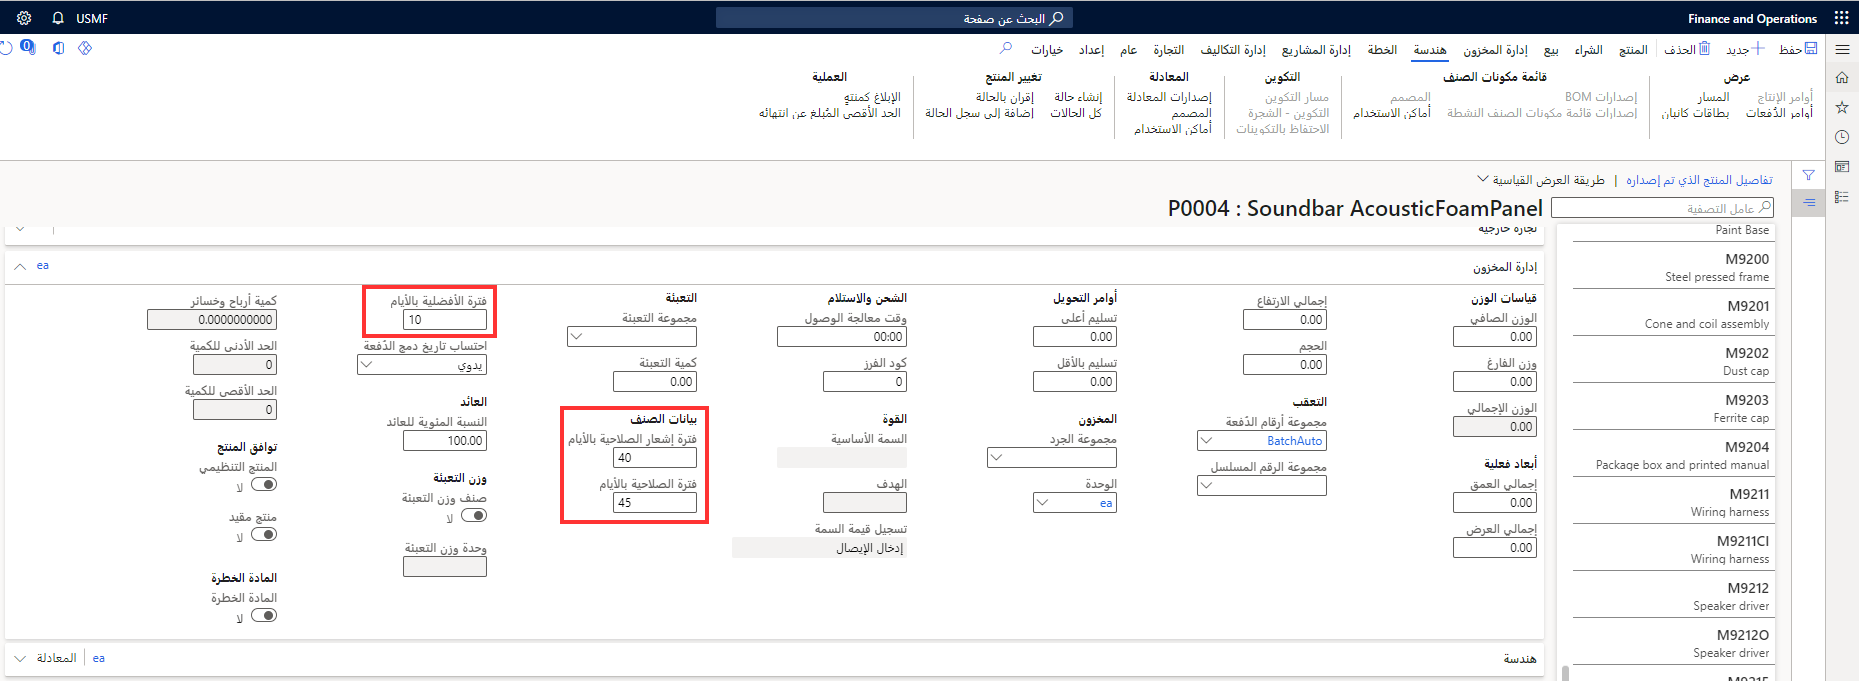 Finance and Operations
البحث عن صفحة
USMF
حفظ
جديد
الحذف
المنتج
الشراء
بيع
إدارة المخزون
هندسة
الخطة
إدارة المشاريع
إدارة التكاليف
التجارة
عام
إعداد
خيارات
0
عرض
أوامر الإنتاج
أوامر الدُفعات
المسار
بطاقات كانبان
قائمة مكونات الصنف
إصدارات BOM
إصدارات قائمة مكونات الصنف النشطة
المصمم
أماكن الاستخدام
التكوين
مسار التكوين
التكوين - الشجرة
الاحتفاظ بالتكوينات
المعادلة
إصدارات المعادلة
المصمم
أماكن الاستخدام
تغيير المنتج
إنشاء حالة
كل الحالات
إقران بالحالة
إضافة إلى سجل الحالة
العملية
الإبلاغ كمنتهٍ
الحد الأقصى المُبلغ عن انتهائه
تفاصيل المنتج الذي تم إصداره | طريقة العرض القياسية
عامل التصفية
P0004 : Soundbar AcousticFoamPanel
Paint Base
M9200
Steel pressed frame
M9201
Cone and coil assembly
M9202
Dust cap
M9203
Ferrite cap
M9204
Package box and printed manual
M9211
Wiring harness
M9211CI
Wiring harness
M9212
Speaker driver
M9212O
Speaker driver
M9215
تجارة خارجية
إدارة المخزون
ea
قياسات الوزن
الوزن الصافي
0.00
وزن الفارغ
0.00
الوزن الإجمالي
0.00
أبعاد فعلية
إجمالي العمق
0.00
إجمالي العرض
0.00
إجمالي الارتفاع
0.00
الحجم
0.00
التعقب
مجموعة أرقام الدُفعة
BatchAuto
مجموعة الرقم المسلسل
أوامر التحويل
تسليم أعلى
0.00
تسليم بالأقل
0.00
المخزون
مجموعة الجرد
الوحدة
ea
الشحن والاستلام
وقت معالجة الوصول
00:00
كود الفرز
0
القوة
السمة الأساسية
الهدف
تسجيل قيمة السمة
إدخال الإيصال
التعبئة
مجموعة التعبئة
كمية التعبئة
0.00
بيانات الصنف
فترة إشعار الصلاحية بالأيام
40
فترة الصلاحية بالأيام
45
فترة الأفضلية بالأيام
10
احتساب تاريخ دمج الدُفعة
يدوي
العائد
النسبة المئوية للعائد
100.00
وزن التعبئة
صنف وزن التعبئة
لا
وحدة وزن التعبئة
كمية أرباح وخسائر
0.0000000000
الحد الأدنى للكمية
0
الحد الأقصى للكمية
0
توافق المنتج
المنتج التنظيمي
لا
منتج مقيد
لا
المادة الخطرة
المادة الخطرة
لا
هندسة
ea
المعادلة